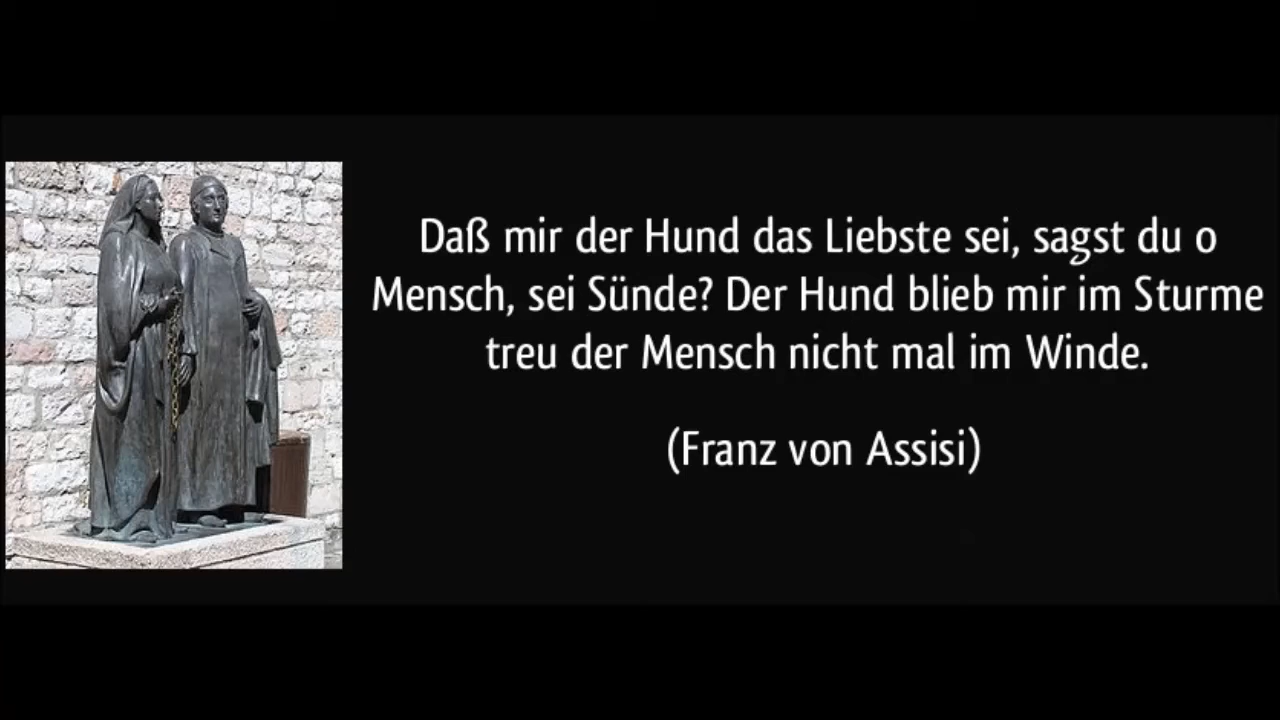 Daß mir der Hund das Liebste sei, sagst du o
Mensch, sei Sünde? Der Hund blieb mir im Sturme
treu der Mensch nicht mal im Winde.
(Franz von Assisi)